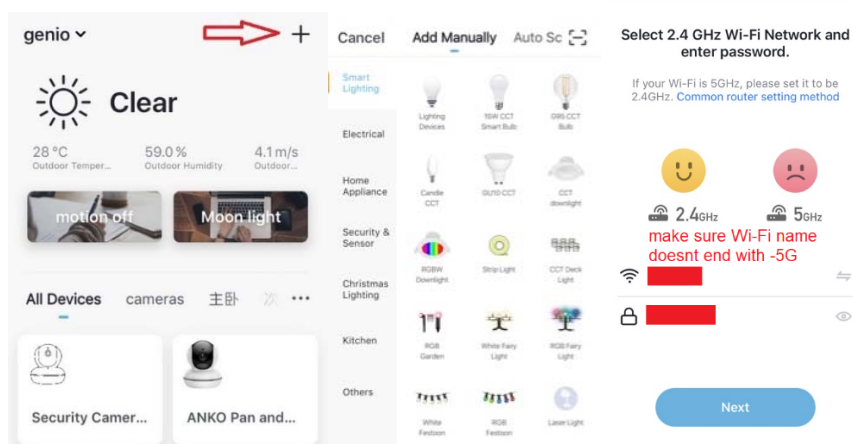 genio
Clear
28 °C
59.0 %
4.1 m/s
Outdoor Temper...
Outdoor Humidity
Outdoor...
motion off
Moon light
All Devices
cameras
主卧
次
...
Security Camer...
ANKO Pan and...
Cancel
Add Manually
Auto Sc
Smart
Lighting
Electrical
Home
Appliance
Security &
Sensor
Christmas
Lighting
Kitchen
Others
Lighting
Devices
15W CCT
Smart Bulb
G95 CCT
Bulb
Candle
CCT
GU10 CCT
CCT
downlight
RGBW
Downlight
Strip Light
CCT Deck
Light
RGB
Garden
White Fairy
Light
RGB Fairy
Light
White
Festoon
RGB
Festoon
Laser Light
Select 2.4 GHz Wi-Fi Network and
enter password.
If your Wi-Fi is 5GHz, please set it to be
2.4GHz. Common router setting method
2.4GHz
5GHz
make sure Wi-Fi name
doesnt end with -5G
Next